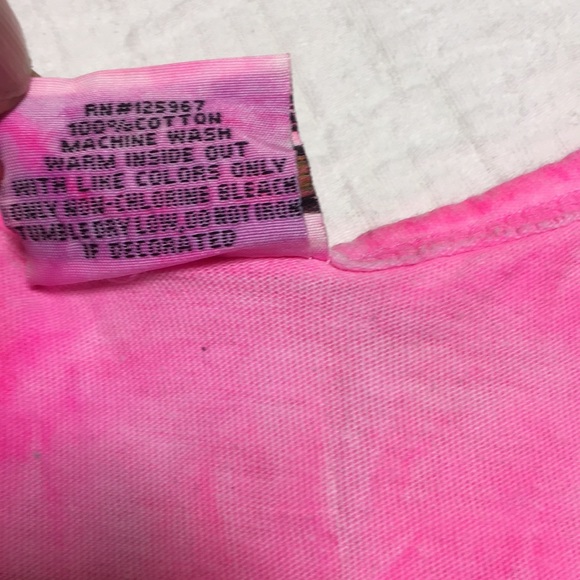 RN#125967
100%COTTON
MACHINE WASH
WARM INSIDE OUT
WITH LIKE COLORS ONLY
ONLY NON-CHLORINE BLEACH
TUMBLE DRY LOW, DO NOT IRON
IF DECORATED